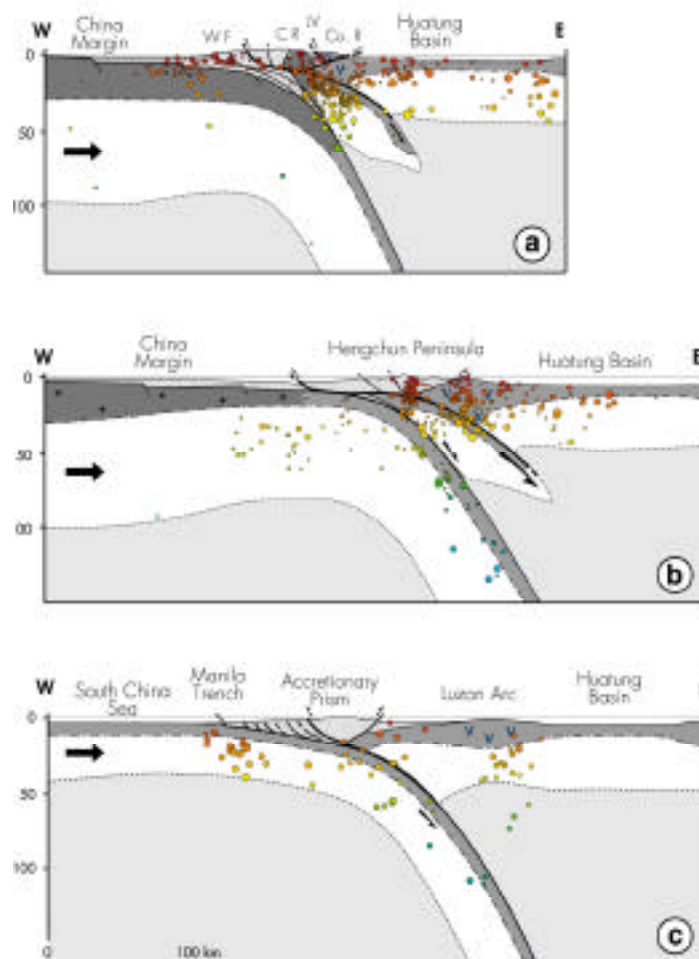 W
China
Margin
W F
C R
LV
Co. R
Huatung
Basin
E
0
50
100
a
W
China
Margin
Hengchun Peninsula
Huatung Basin
E
0
50
00
b
W
South China
Sea
Manila
Trench
Accretionary
Prism
Luzon Arc
Huatung
Basin
0
50
100
0
100 km
c
V V V